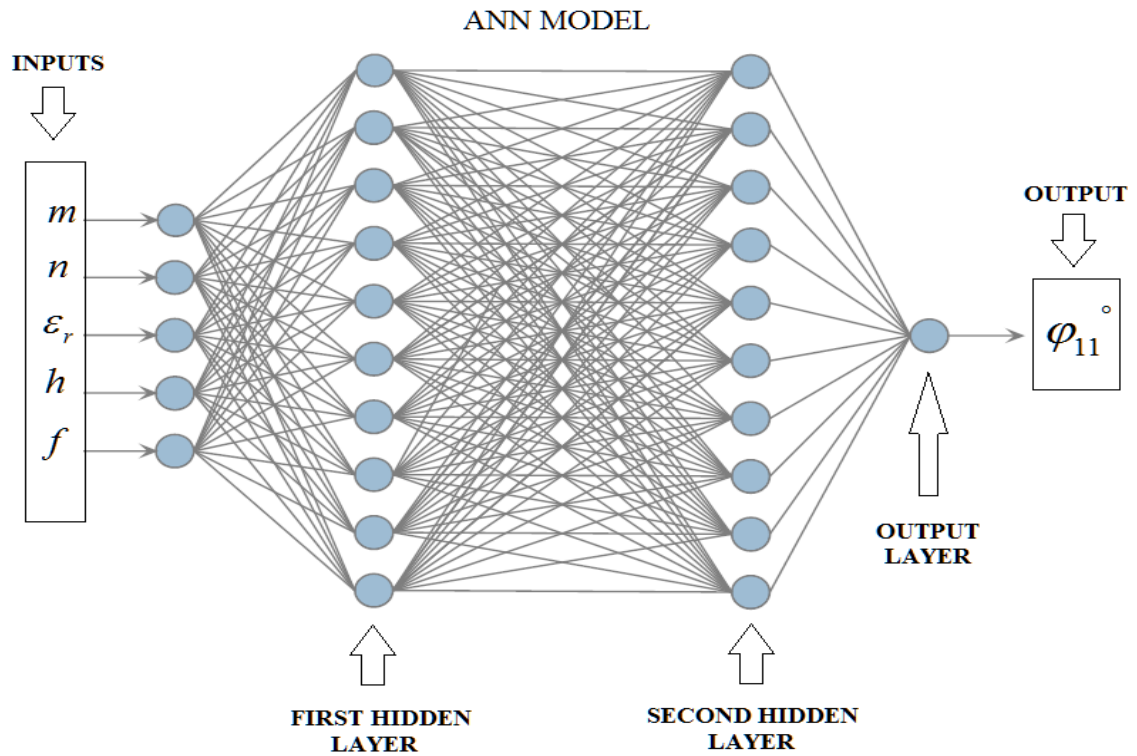 ANN MODEL
INPUTS
m
n
εr
h
f
OUTPUT
φ11°
OUTPUT
LAYER
FIRST HIDDEN
LAYER
SECOND HIDDEN
LAYER